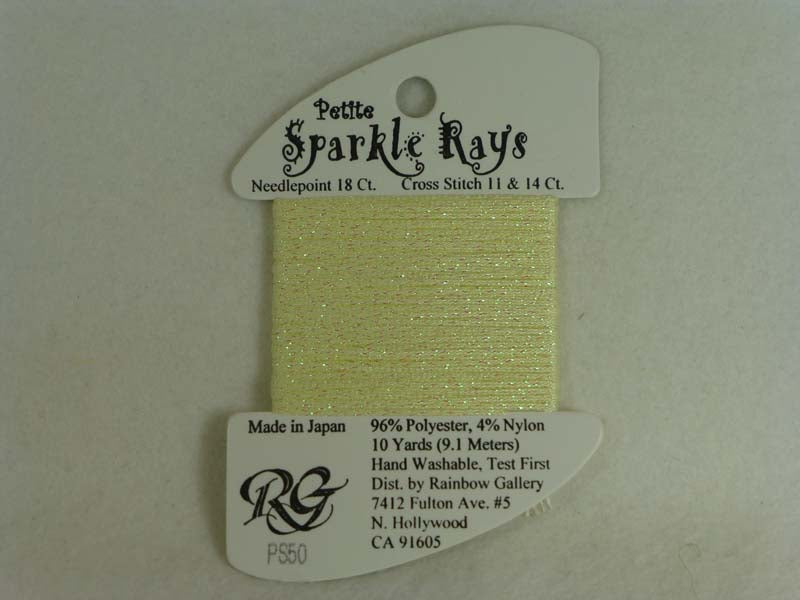 Petite
Sparkle Rays
Needlepoint 18 Ct. Cross Stitch 11 & 14 Ct.
Made in Japan
RG
PS50
96% Polyester, 4% Nylon
10 Yards (9.1 Meters)
Hand Washable, Test First
Dist. by Rainbow Gallery
7412 Fulton Ave. #5
N. Hollywood
CA 91605